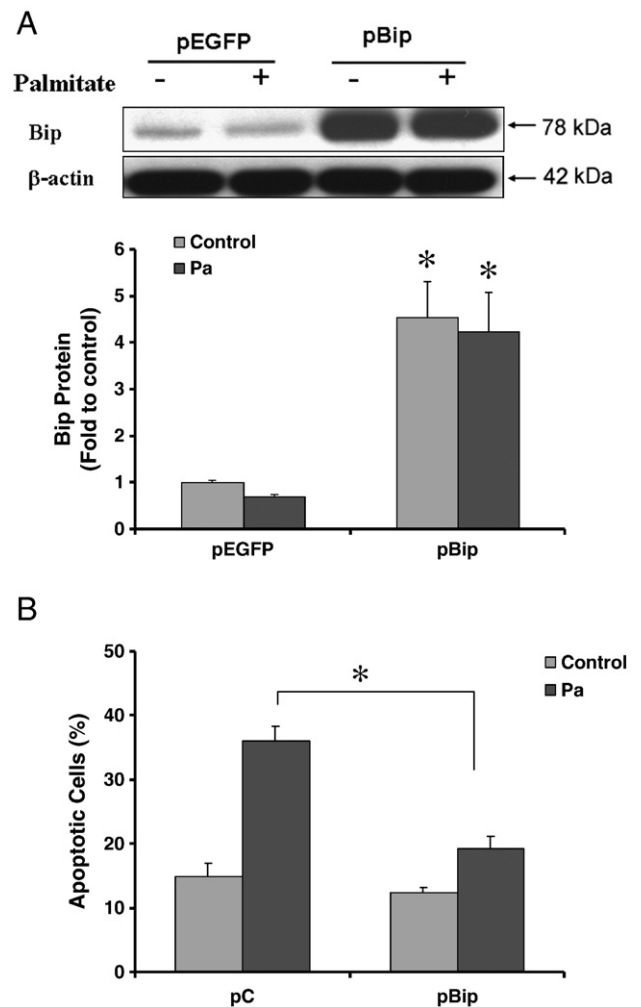 A
pEGFP pBip
Palmitate - + - +
Bip 78 kDa
β-actin 42 kDa
Control
Pa
Bip Protein
(Fold to control)
6
5
4
3
2
1
0
* *
pEGFP pBip
B
Apoptotic Cells (%)
50
40
30
20
10
0
*
Control
Pa
pC pBip